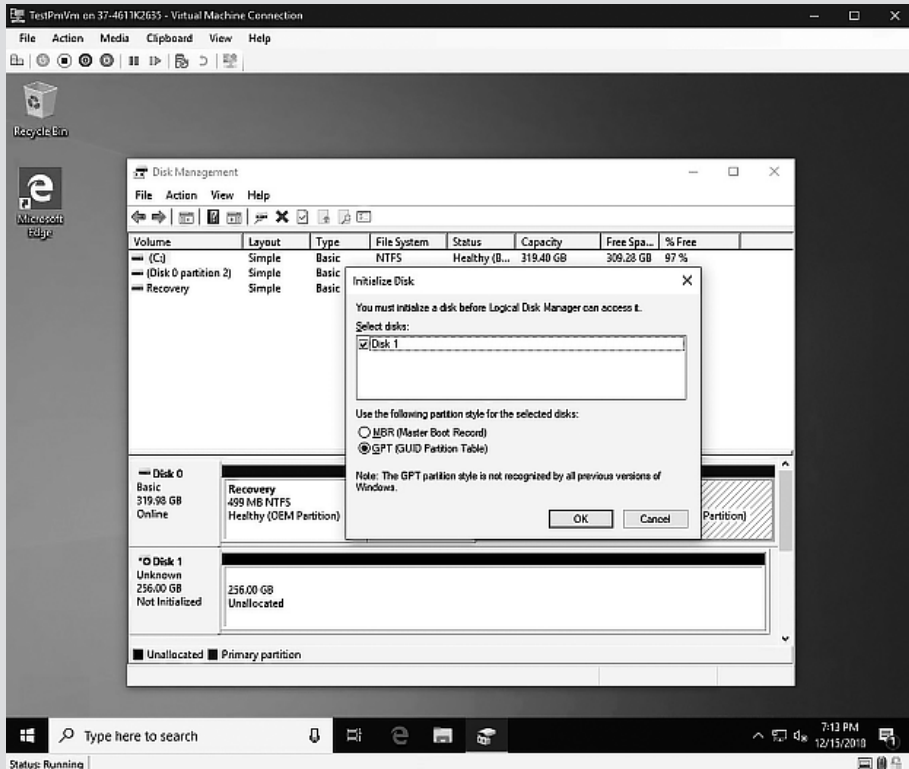 TestPmVm on 37-4611K2635 - Virtual Machine Connection
File Action Media Clipboard View Help
Recycle Bin
Microsoft
Edge
Disk Management
File Action View Help
Volume Layout Type File System Status Capacity Free Spa... % Free
(C:) Simple Basic NTFS Healthy (B... 319.40 GB 309.28 GB 97 %
(Disk 0 partition 2) Simple Basic
Recovery Simple Basic
Initialize Disk
You must initialize a disk before Logical Disk Manager can access it.
Select disks:
Disk 1
Use the following partition style for the selected disks:
MBR (Master Boot Record)
GPT (GUID Partition Table)
Note: The GPT partition style is not recognized by all previous versions of
Windows.
OK Cancel
Disk 0
Basic
319.98 GB
Online
Recovery
499 MB NTFS
Healthy (OEM Partition)
Partition)
Disk 1
Unknown
256.00 GB
Not Initialized
256.00 GB
Unallocated
Unallocated Primary partition
Type here to search
7:13 PM
12/15/2018
1
Status: Running